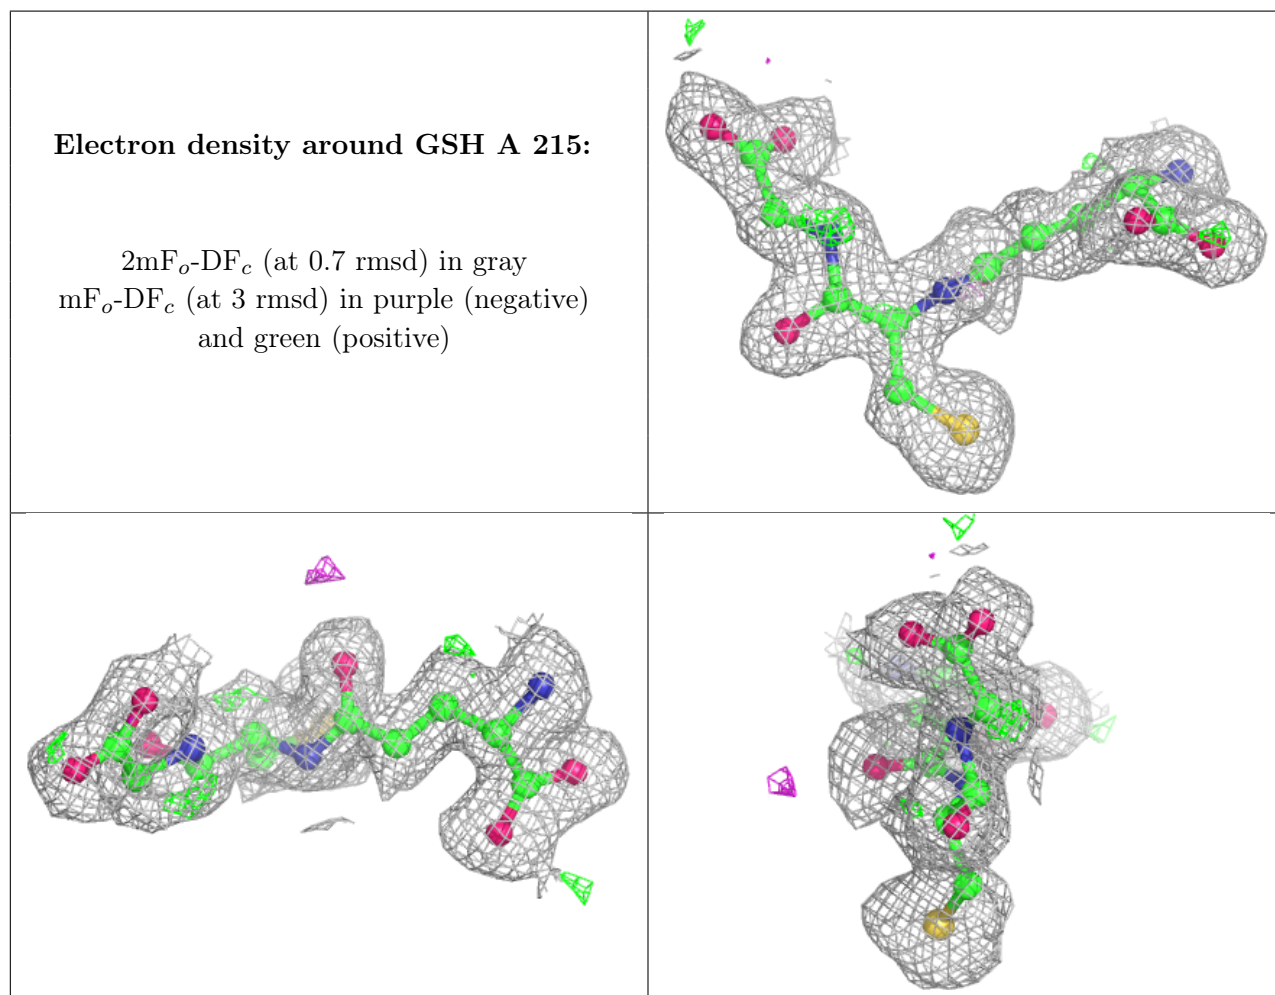 Electron density around GSH A 215:
2mFo-DFc (at 0.7 rmsd) in gray
mFo-DFc (at 3 rmsd) in purple (negative)
and green (positive)